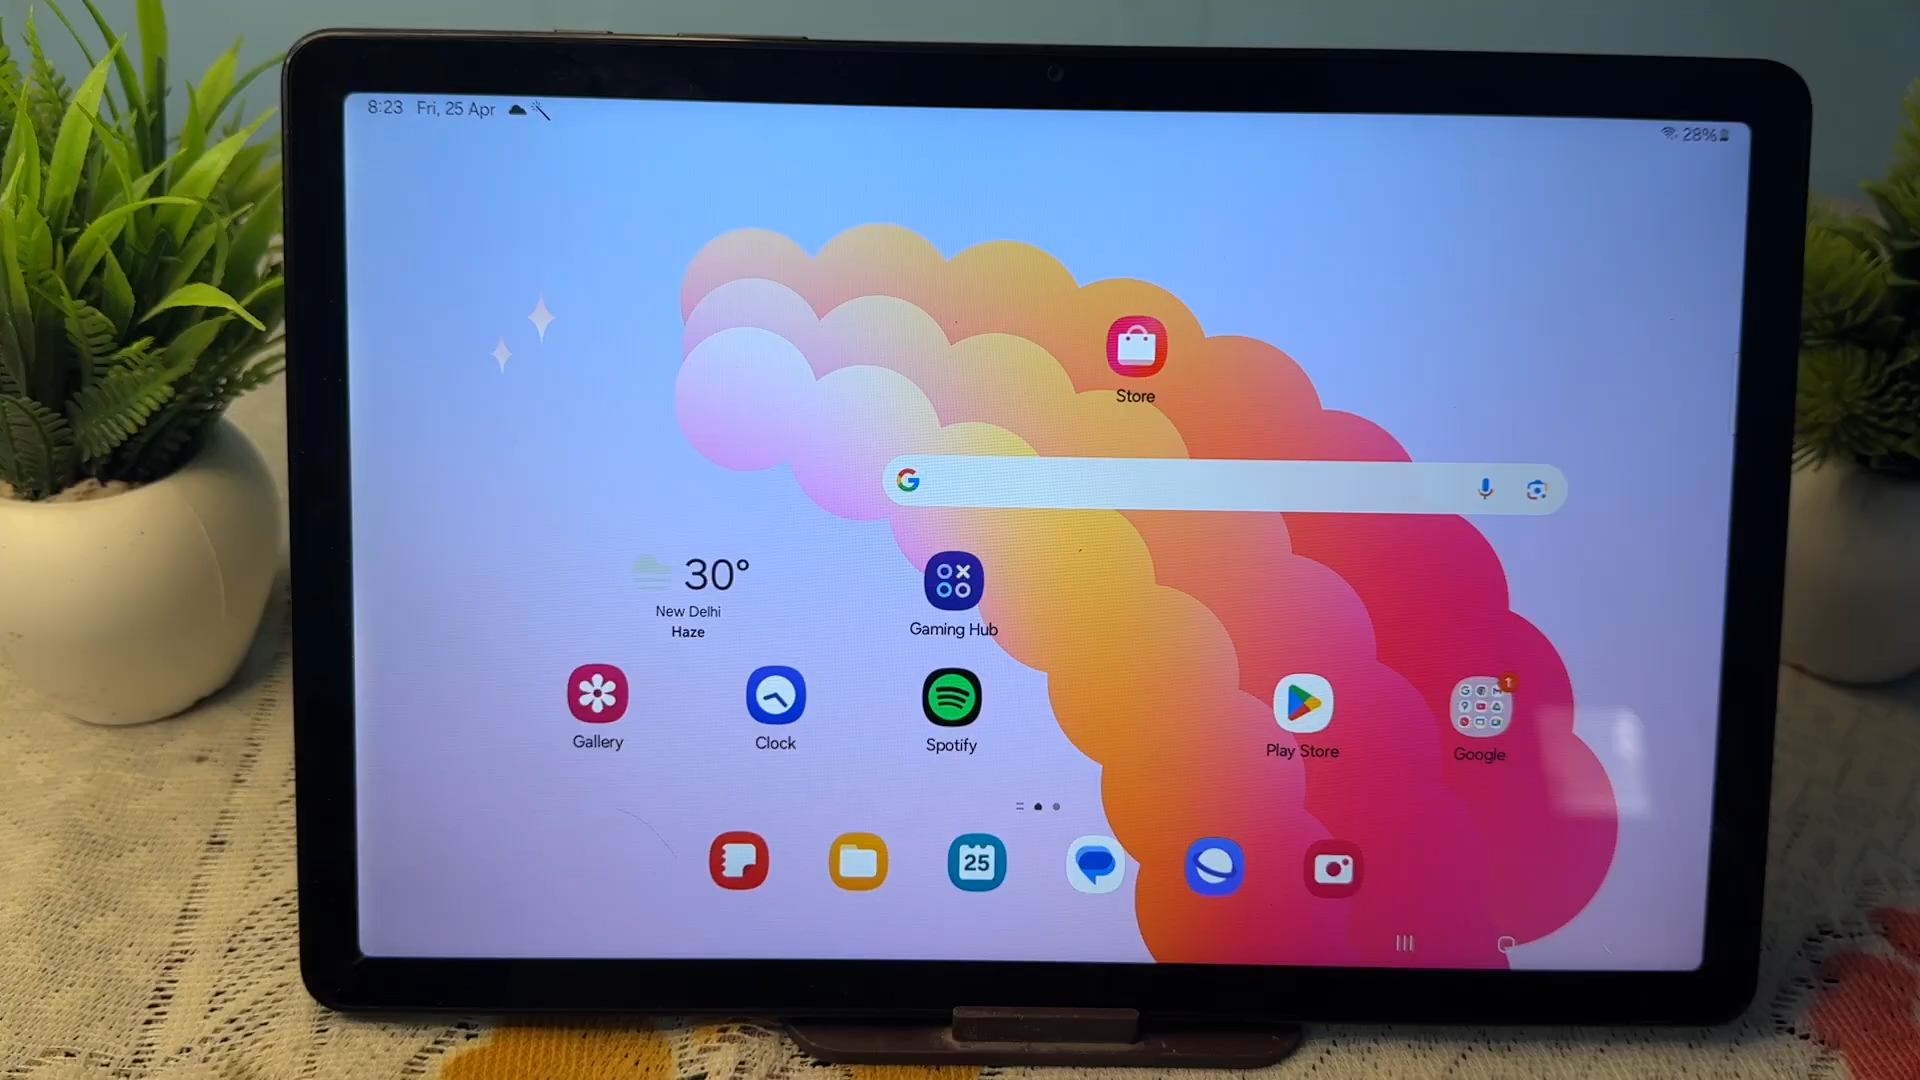 8:23 Fri, 25 Apr
28%
Store
G
30°
New Delhi
Haze
Gaming Hub
Gallery
Clock
Spotify
Play Store
1
Google
25